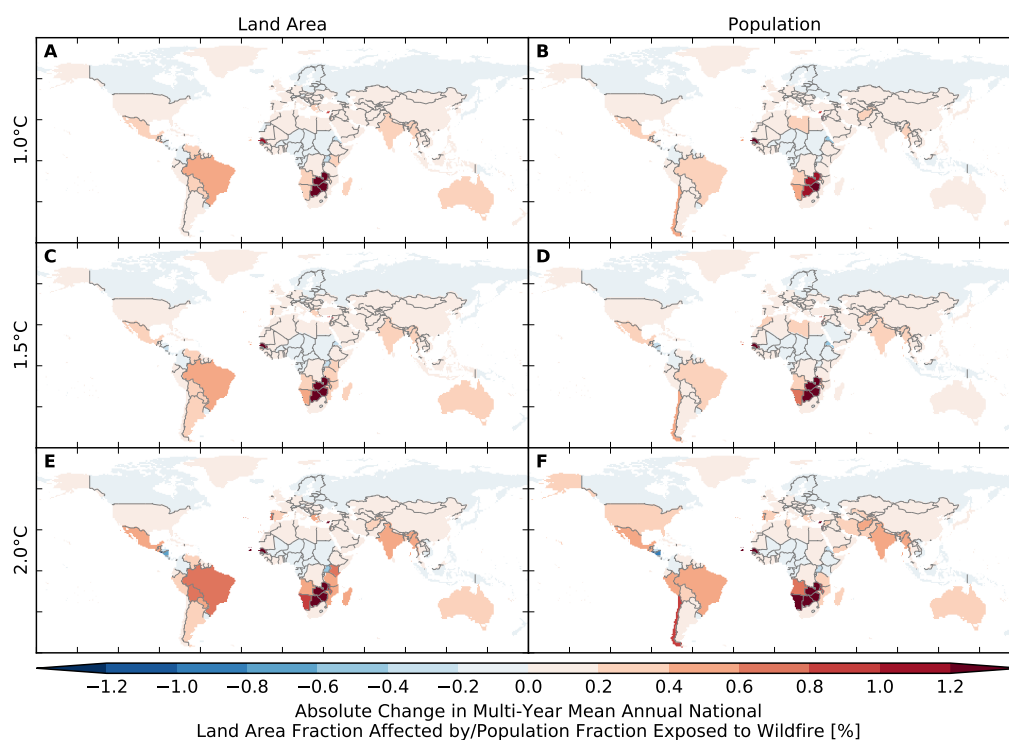 Land Area
Population
A
B
1.0°C
C
D
1.5°C
E
F
2.0°C
−1.2 −1.0 −0.8 −0.6 −0.4 −0.2 0.0 0.2 0.4 0.6 0.8 1.0 1.2
Absolute Change in Multi-Year Mean Annual National
Land Area Fraction Affected by/Population Fraction Exposed to Wildfire [%]